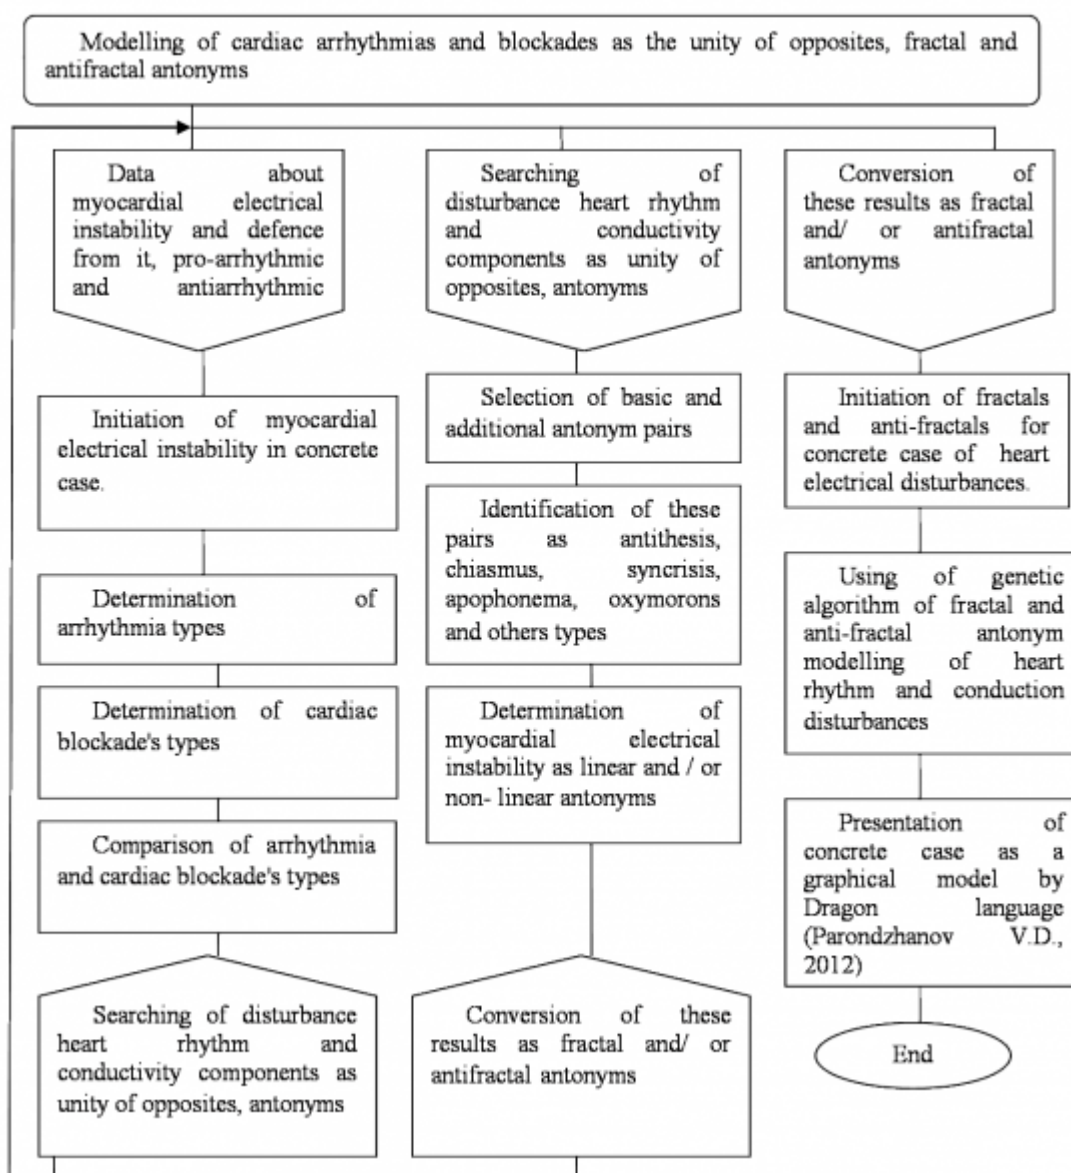 Modelling of cardiac arrhythmias and blockades as the unity of opposites, fractal and
antifractal antonyms
Data about
myocardial electrical
instability and defence
from it, pro-arrhythmic
and antiarrhythmic
Initiation of myocardial
electrical instability in concrete
case.
Determination of
arrhythmia types
Determination of cardiac
blockade's types
Comparison of arrhythmia
and cardiac blockade's types
Searching of disturbance
heart rhythm and
conductivity components as
unity of opposites, antonyms
Searching of
disturbance heart rhythm
and conductivity
components as unity of
opposites, antonyms
Selection of basic and
additional antonym pairs
Identification of these
pairs as antithesis,
chiasmus, syncrisis,
apophonema, oxymorons
and others types
Determination of
myocardial electrical
instability as linear and / or
non- linear antonyms
Conversion of these
results as fractal and/ or
antifractal antonyms
Conversion of
these results as fractal
and/ or antifractal
antonyms
Initiation of fractals
and anti-fractals for
concrete case of heart
electrical disturbances.
Using of genetic
algorithm of fractal and
anti-fractal antonym
modelling of heart
rhythm and conduction
disturbances
Presentation of
concrete case as a
graphical model by
Dragon language
(Parondzhanov V.D.,
2012)
End